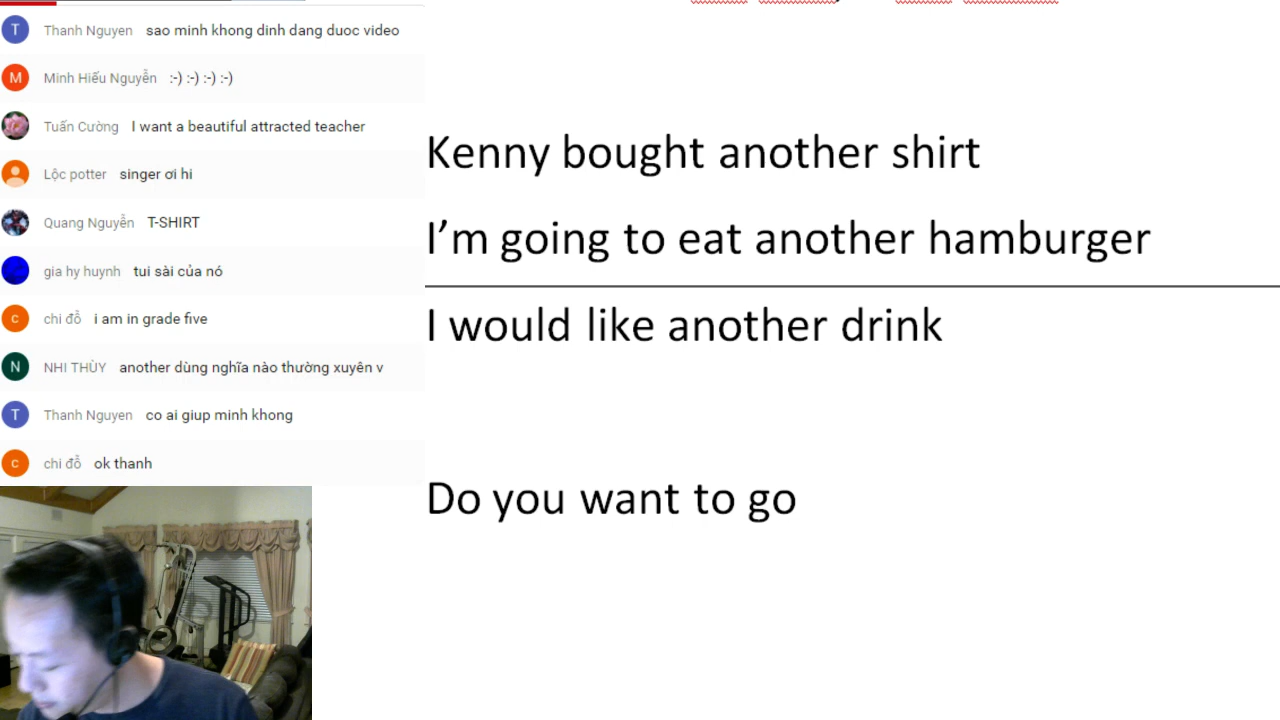 T Thanh Nguyen sao minh khong dinh dang duoc video
M Minh Hiếu Nguyễn :-) :-) :-) :-)
Tuấn Cường I want a beautiful attracted teacher
Lộc potter singer ơi hi
Quang Nguyễn T-SHIRT
gia hy huynh tui sài của nó
c chi đỗ i am in grade five
N NHI THÙY another dùng nghĩa nào thường xuyên v
T Thanh Nguyen co ai giup minh khong
c chi đỗ ok thanh
Kenny bought another shirt
I’m going to eat another hamburger
I would like another drink
Do you want to go